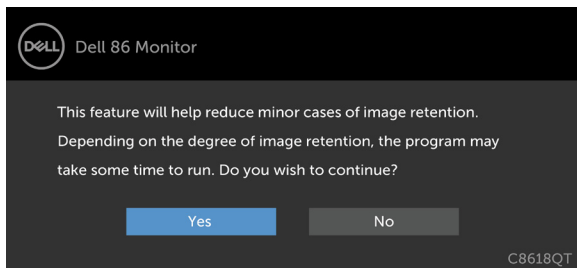 DELL Dell 86 Monitor
This feature will help reduce minor cases of image retention.
Depending on the degree of image retention, the program may
take some time to run. Do you wish to continue?
Yes No
C8618QT